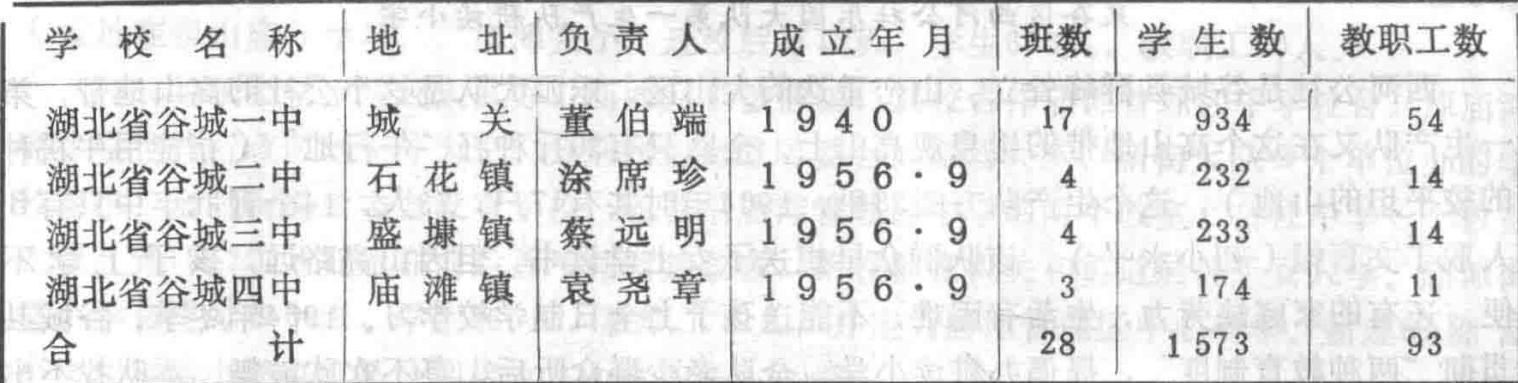 学校名称 地址 负责人 成立年月 班数 学生数 教职工数
湖北省谷城一中 城关 董伯端 1940 17 934 54
湖北省谷城二中 石花镇 涂席珍 1956·9 4 232 14
湖北省谷城三中 盛墉镇 蔡远明 1956·9 4 233 14
湖北省谷城四中 庙滩镇 袁尧章 1956·9 3 174 11
合计 28 1573 93